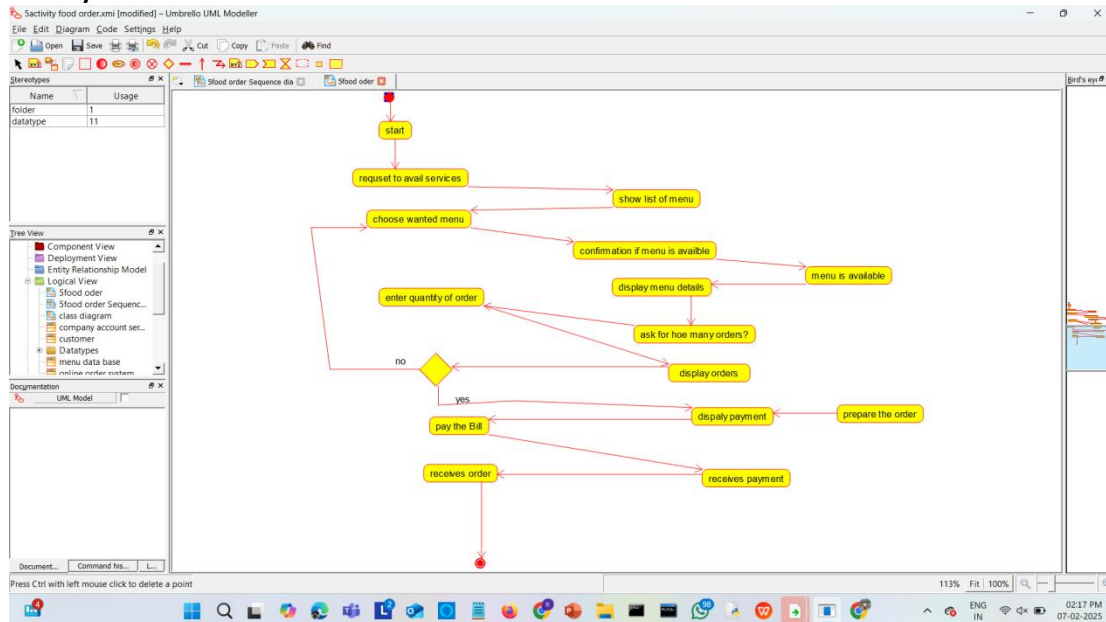 5activity food order.xmi [modified] – Umbrello UML Modeller
File Edit Diagram Code Settings Help
Open Save Cut Copy Paste Find
Stereotypes
Name Usage
folder 1
datatype 11
5food order Sequence dia
5food oder
Bird's eye
start
requset to avail services
show list of menu
choose wanted menu
confirmation if menu is availble
menu is available
display menu details
enter quantity of order
ask for hoe many orders?
no
display orders
yes
dispaly payment
prepare the order
pay the Bill
receives order
receives payment
Tree View
Component View
Deployment View
Entity Relationship Model
Logical View
5food oder
5food order Sequenc...
class diagram
company account ser...
customer
Datatypes
menu data base
online order system
Documentation
UML Model
Document... Command his... L...
Press Ctrl with left mouse click to delete a point
113% Fit 100%
ENG
IN
02:17 PM
07-02-2025